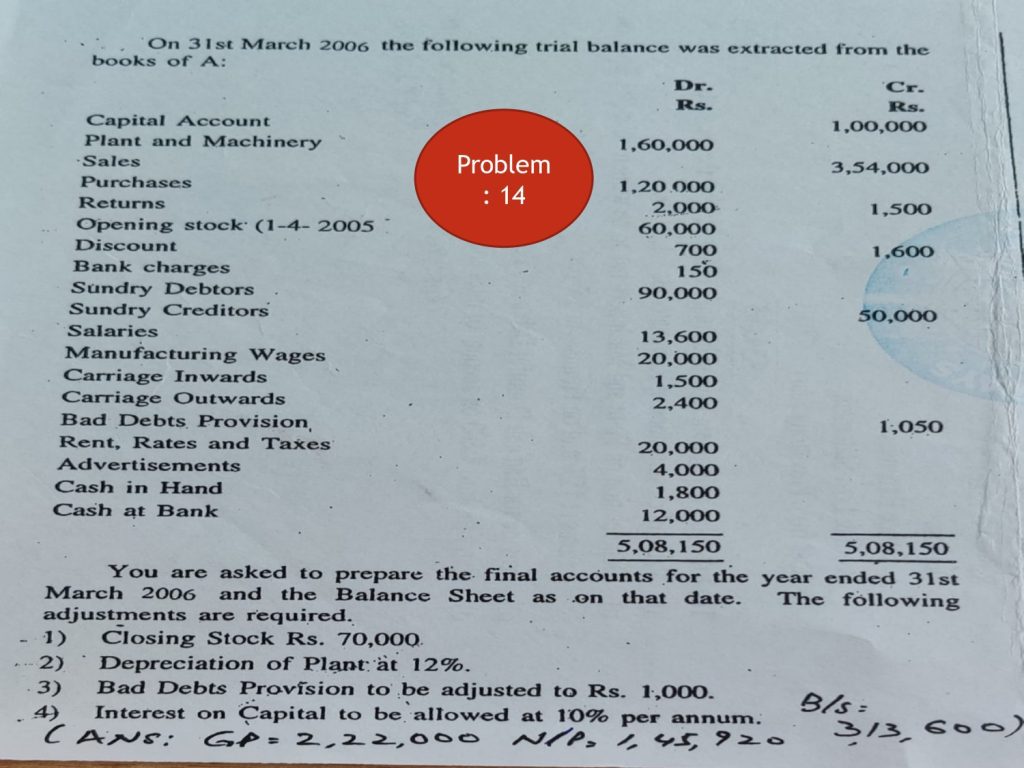 On 31st March 2006 the following trial balance was extracted from the
books of A:
Dr. Cr.
Rs. Rs.
Capital Account 1,00,000
Plant and Machinery 1,60,000
Sales 3,54,000
Purchases 1,20 000
Returns 2,000 1,500
Opening stock (1-4- 2005 60,000
Discount 700 1,600
Bank charges 150
Sundry Debtors 90,000
Sundry Creditors 50,000
Salaries 13,600
Manufacturing Wages 20,000
Carriage Inwards 1,500
Carriage Outwards 2,400
Bad Debts Provision, 1,050
Rent, Rates and Taxes 20,000
Advertisements 4,000
Cash in Hand 1,800
Cash at Bank 12,000
5,08,150 5,08,150
Problem
: 14
You are asked to prepare the final accounts for the year ended 31st
March 2006 and the Balance Sheet as on that date. The following
adjustments are required.
1) Closing Stock Rs. 70,000.
2) Depreciation of Plant at 12%.
3) Bad Debts Provision to be adjusted to Rs. 1,000.
4) Interest on Capital to be allowed at 10% per annum.
(ANS: GP = 2,22,000 N/P= 1,45,920 B/S = 313,600)